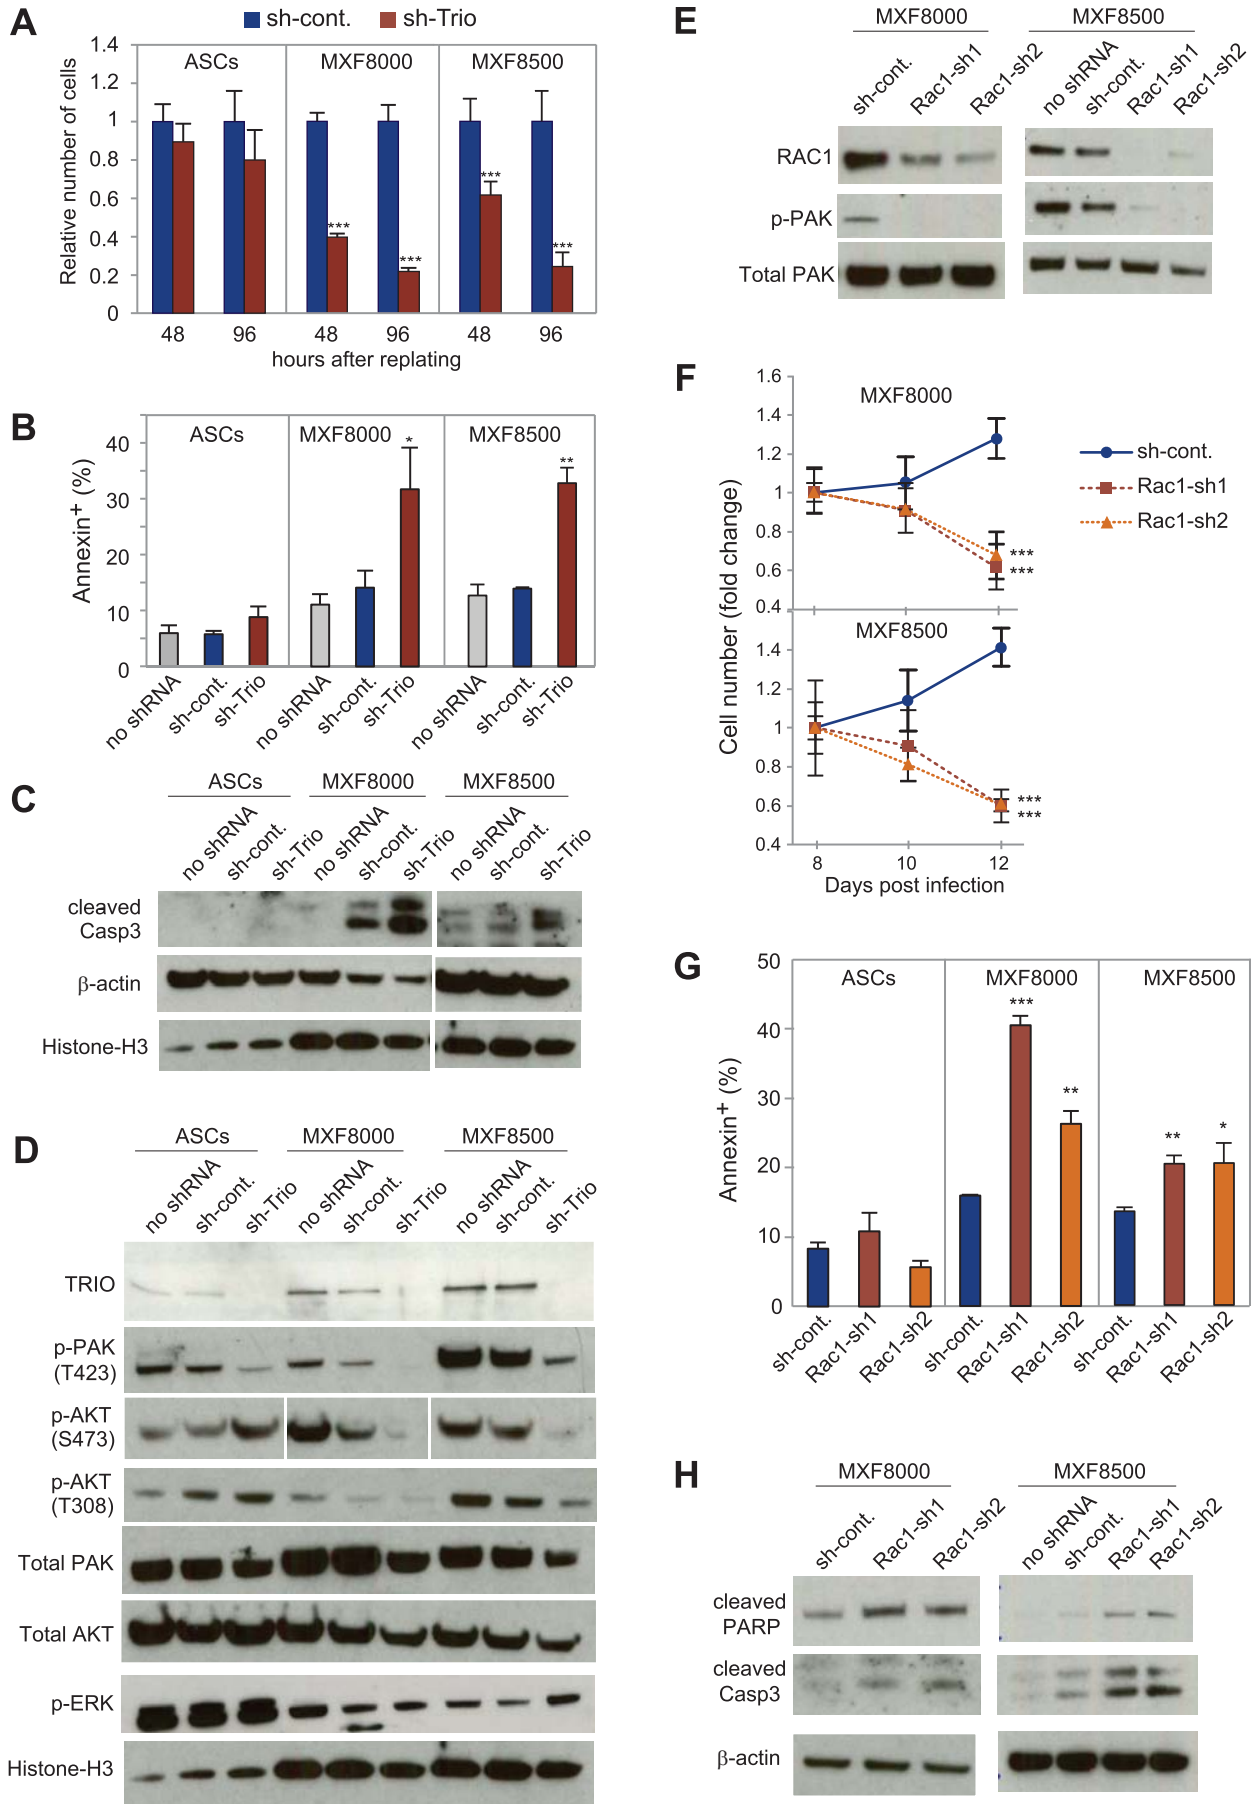 A
sh-cont. sh-Trio
Relative number of cells
1.4
1.2
1
0.8
0.6
0.4
0.2
0
ASCs MXF8000 MXF8500
*** *** *** ***
48 96 48 96 48 96
hours after replating
B
Annexin+ (%)
40
30
20
10
0
ASCs MXF8000 MXF8500
* **
no shRNA sh-cont. sh-Trio no shRNA sh-cont. sh-Trio no shRNA sh-cont. sh-Trio
C
ASCs MXF8000 MXF8500
no shRNA sh-cont. sh-Trio no shRNA sh-cont. sh-Trio no shRNA sh-cont. sh-Trio
cleaved
Casp3
β-actin
Histone-H3
D
ASCs MXF8000 MXF8500
no shRNA sh-cont. sh-Trio no shRNA sh-cont. sh-Trio no shRNA sh-cont. sh-Trio
TRIO
p-PAK
(T423)
p-AKT
(S473)
p-AKT
(T308)
Total PAK
Total AKT
p-ERK
Histone-H3
E
MXF8000 MXF8500
sh-cont. Rac1-sh1 Rac1-sh2 no shRNA sh-cont. Rac1-sh1 Rac1-sh2
RAC1
p-PAK
Total PAK
F
Cell number (fold change)
MXF8000
1.6
1.4
1.2
1
0.8
0.6
0.4
***
***
sh-cont.
Rac1-sh1
Rac1-sh2
MXF8500
1.4
1.2
1
0.8
0.6
0.4
***
***
8 10 12
Days post infection
G
Annexin+ (%)
50
40
30
20
10
0
ASCs MXF8000 MXF8500
*** ** ** *
sh-cont. Rac1-sh1 Rac1-sh2 sh-cont. Rac1-sh1 Rac1-sh2 sh-cont. Rac1-sh1 Rac1-sh2
H
MXF8000 MXF8500
sh-cont. Rac1-sh1 Rac1-sh2 no shRNA sh-cont. Rac1-sh1 Rac1-sh2
cleaved
PARP
cleaved
Casp3
β-actin